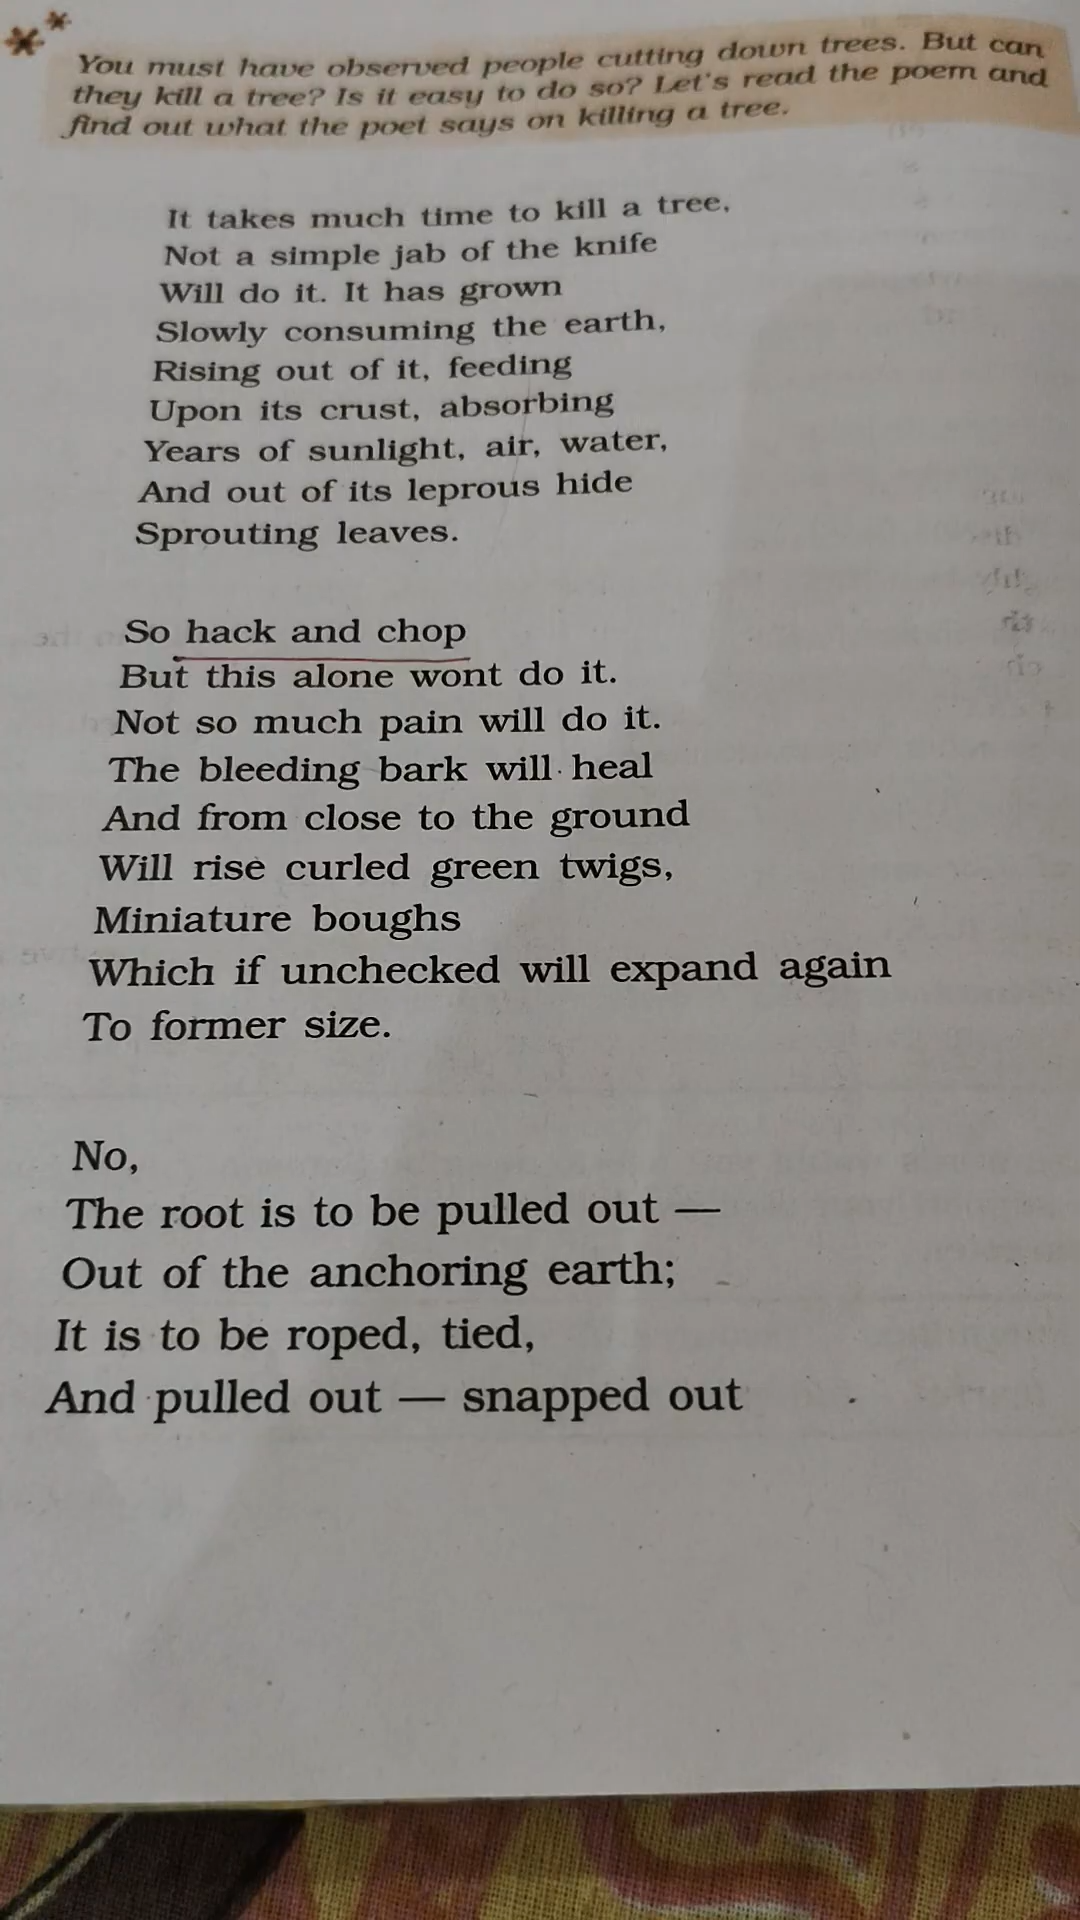 You must have observed people cutting down trees. But can
they kill a tree? Is it easy to do so? Let's read the poem and
find out what the poet says on killing a tree.
It takes much time to kill a tree,
Not a simple jab of the knife
Will do it. It has grown
Slowly consuming the earth,
Rising out of it, feeding
Upon its crust, absorbing
Years of sunlight, air, water,
And out of its leprous hide
Sprouting leaves.
So hack and chop
But this alone wont do it.
Not so much pain will do it.
The bleeding bark will heal
And from close to the ground
Will rise curled green twigs,
Miniature boughs
Which if unchecked will expand again
To former size.
No,
The root is to be pulled out —
Out of the anchoring earth;
It is to be roped, tied,
And pulled out — snapped out